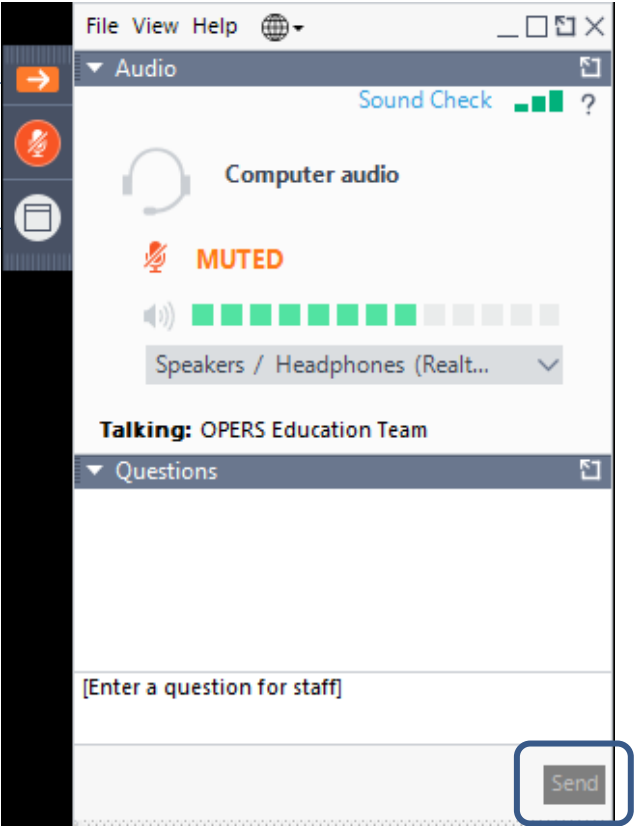 File View Help
Audio
Sound Check ?
Computer audio
MUTED
Speakers / Headphones (Realt...
Talking: OPERS Education Team
Questions
[Enter a question for staff]
Send